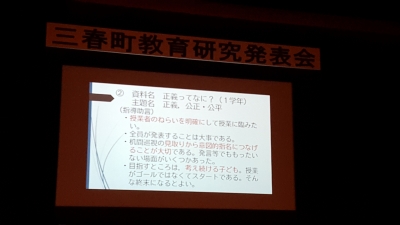 三春町教育研究発表会
② 資料名 正義ってなに?(1学年)
主題名 正義、公正・公平
(指導助言)
・授業者のねらいを明確にして授業に臨みた
い。
・全員が発表することは大事である。
・机間巡視の見取りから意図的指名につなげ
ることが大切である。発言等でももったい
ない場面がいくつかあった。
・目指すところは、考え続ける子ども。授業
がゴールではなくてスタートである。そん
な終末になるとよい。